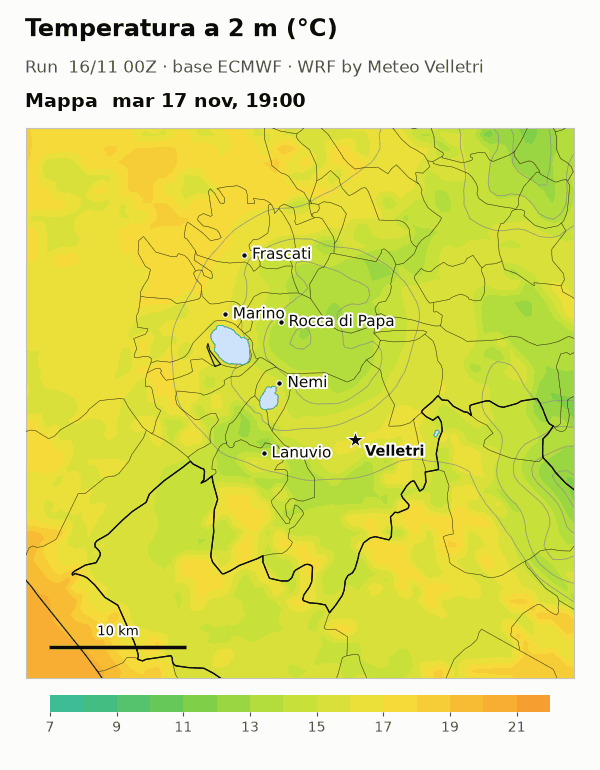 Temperatura a 2 m (°C)
Run  16/11 00Z · base ECMWF · WRF by Meteo Velletri
Mappa  mar 17 nov, 19:00
Frascati
Marino
Rocca di Papa
Nemi
Velletri
Lanuvio
10 km
7 9 11 13 15 17 19 21